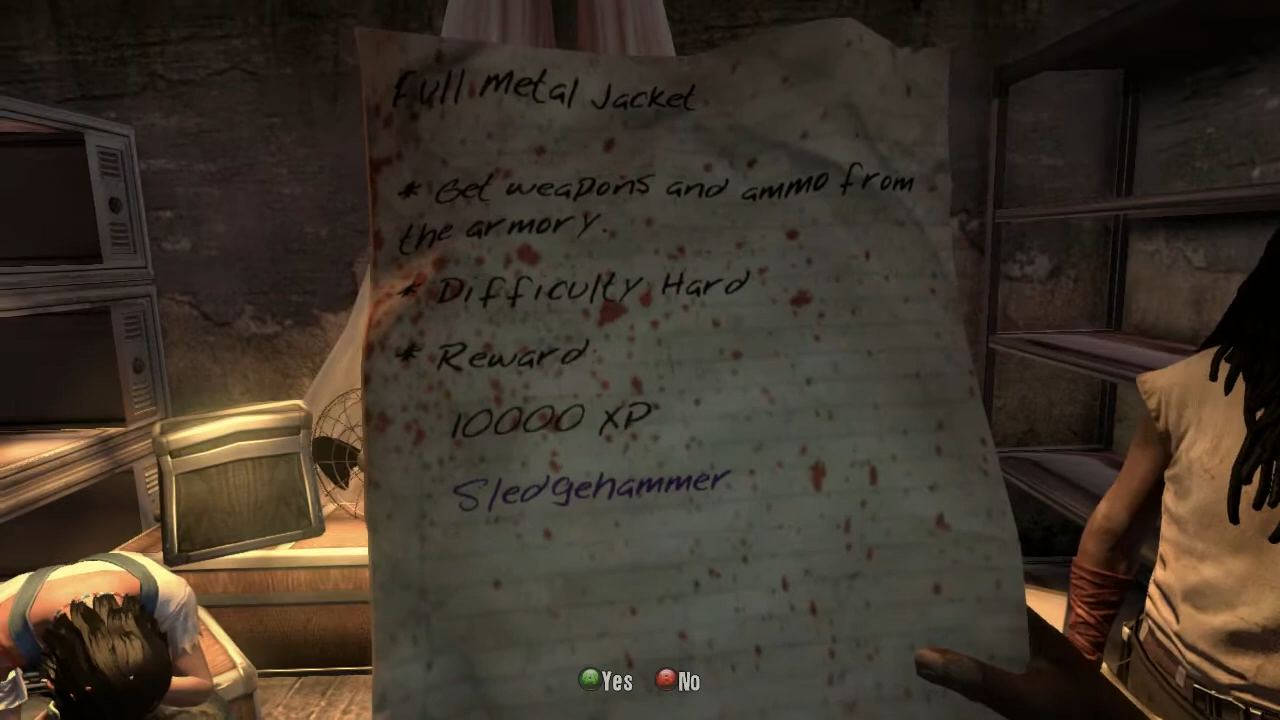 Full Metal Jacket
* Get weapons and ammo from
the armory.
* Difficulty Hard
* Reward
10000 XP
Sledgehammer
A Yes B No